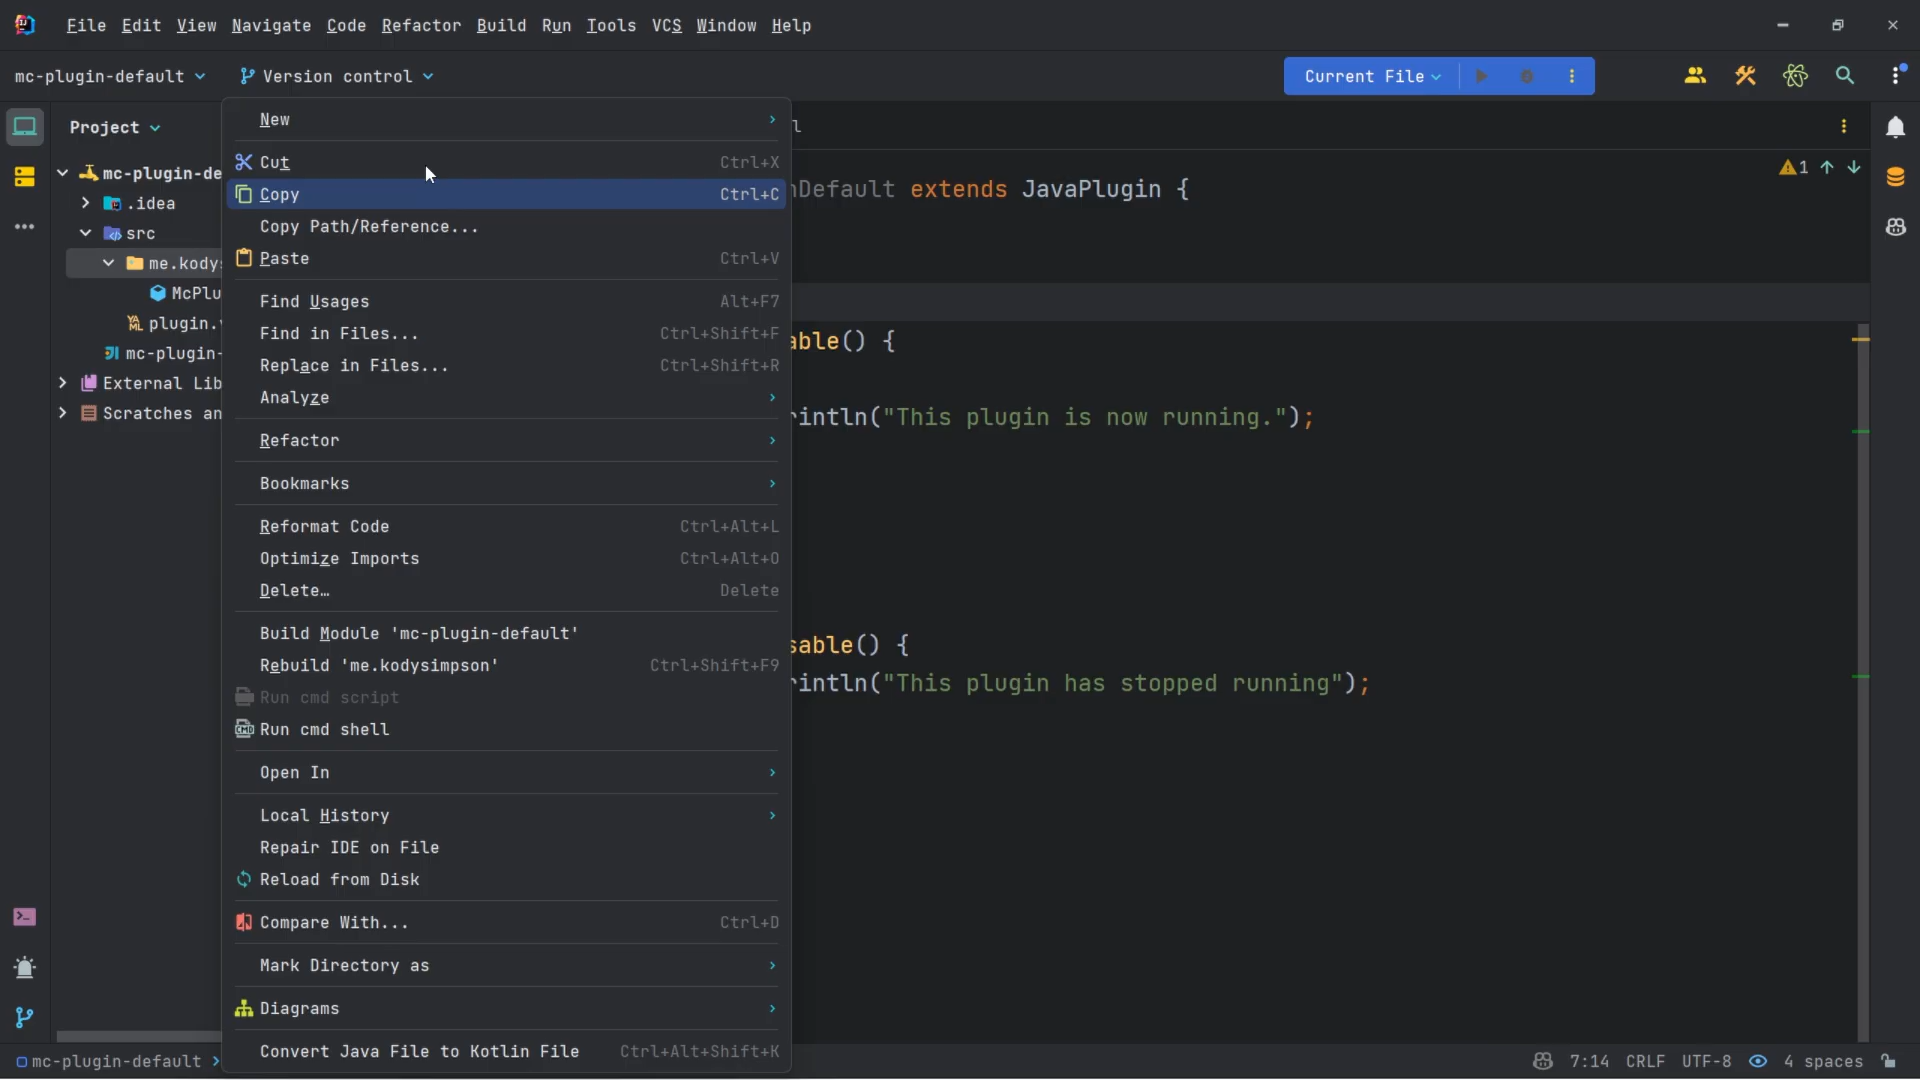 File Edit View Navigate Code Refactor Build Run Tools VCS Window Help
mc-plugin-default Version control Current File
Project
mc-plugin-de
.idea
src
me.kodys
McPlu
plugin.
mc-plugin-
External Lib
Scratches an
New
Cut Ctrl+X
Copy Ctrl+C
Copy Path/Reference...
Paste Ctrl+V
Find Usages Alt+F7
Find in Files... Ctrl+Shift+F
Replace in Files... Ctrl+Shift+R
Analyze
Refactor
Bookmarks
Reformat Code Ctrl+Alt+L
Optimize Imports Ctrl+Alt+O
Delete… Delete
Build Module 'mc-plugin-default'
Rebuild 'me.kodysimpson' Ctrl+Shift+F9
Run cmd script
Run cmd shell
Open In
Local History
Repair IDE on File
Reload from Disk
Compare With... Ctrl+D
Mark Directory as
Diagrams
Convert Java File to Kotlin File Ctrl+Alt+Shift+K
l
1
nDefault extends JavaPlugin {
able() {
rintln("This plugin is now running.");
sable() {
rintln("This plugin has stopped running");
mc-plugin-default 7:14 CRLF UTF-8 4 spaces